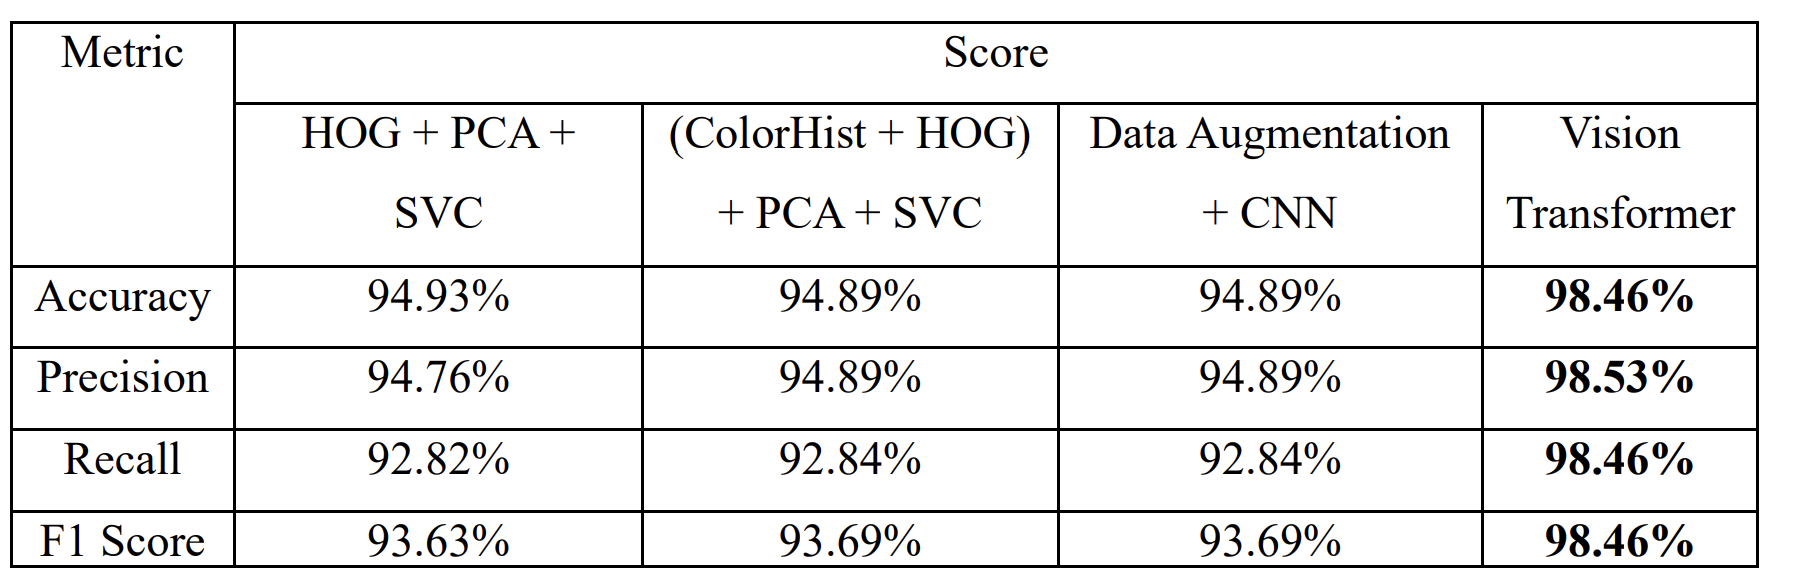 Metric Score
HOG + PCA + (ColorHist + HOG) Data Augmentation Vision
SVC + PCA + SVC + CNN Transformer
Accuracy 94.93% 94.89% 94.89% 98.46%
Precision 94.76% 94.89% 94.89% 98.53%
Recall 92.82% 92.84% 92.84% 98.46%
F1 Score 93.63% 93.69% 93.69% 98.46%